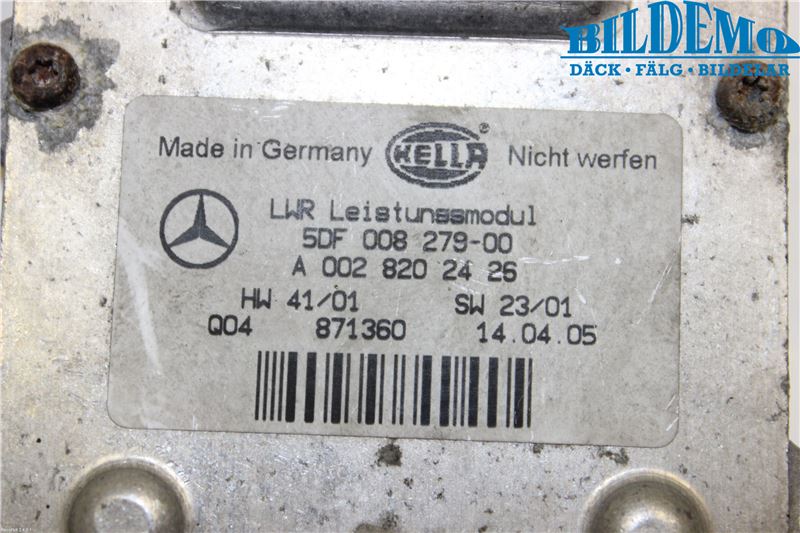 BILDEMO
DÄCK • FÄLG • BILDELAR
Made in Germany HELLA ® Nicht werfen
LWR Leistungsmodul
5DF 008 279-00
A 002 820 24 26
HW 41/01 SW 23/01
Q04 871360 14.04.05